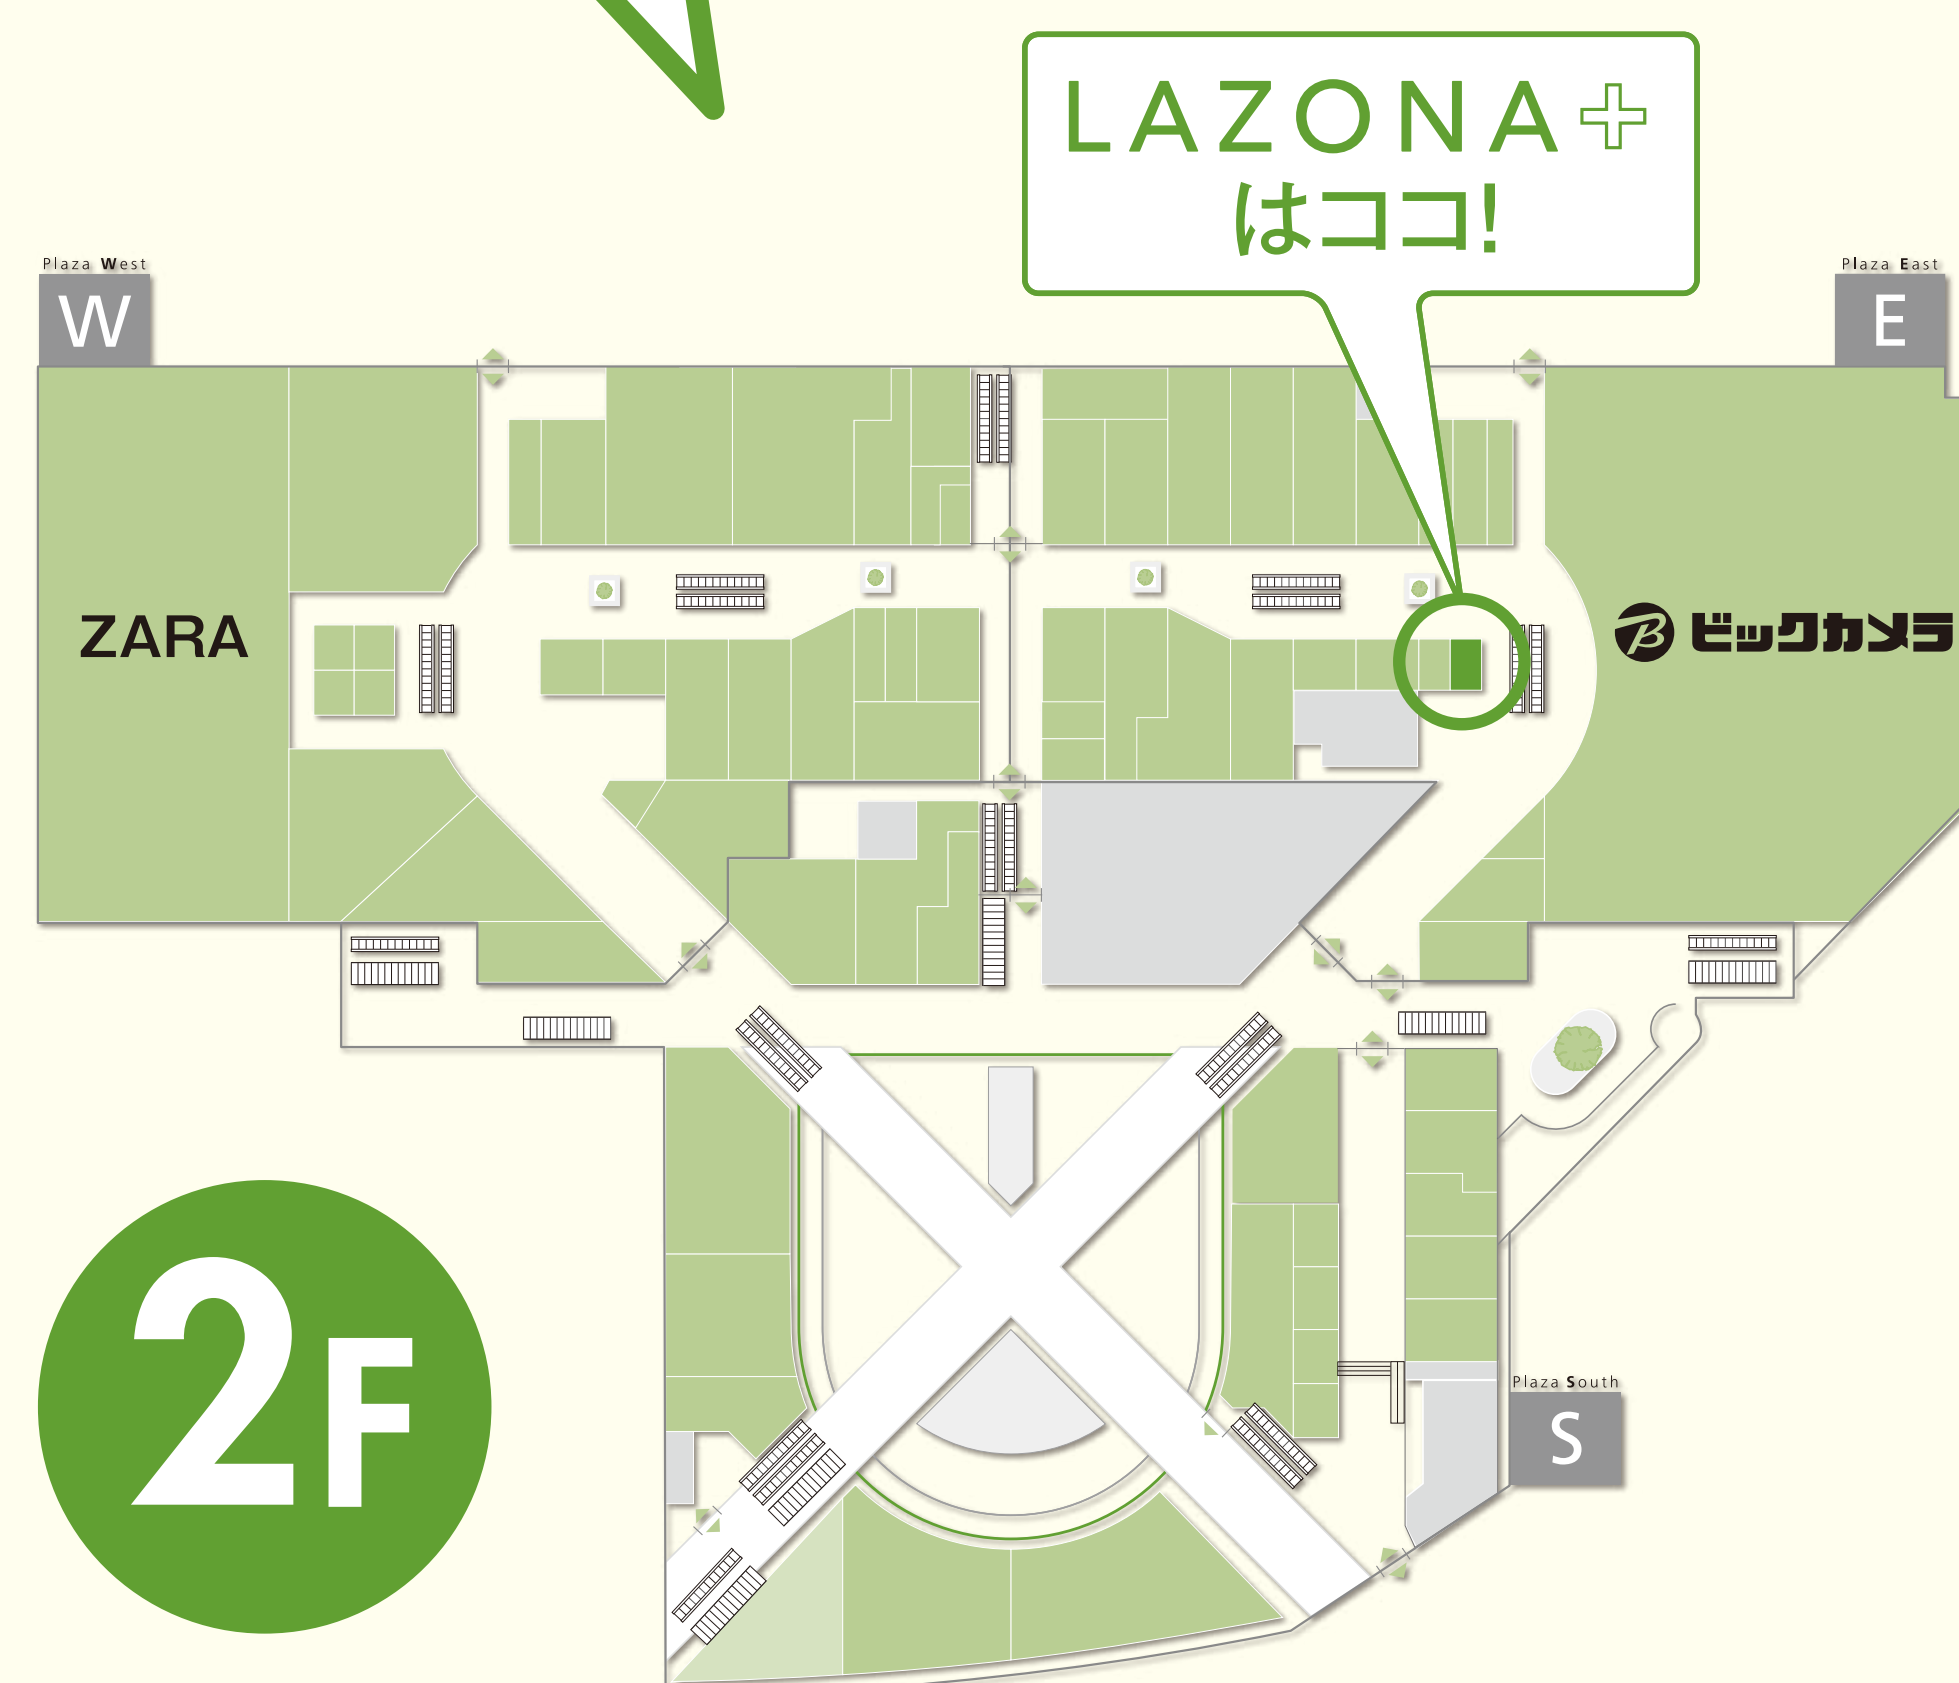 LAZONA+
はココ!
Plaza West
W
Plaza East
E
ZARA
B ビックカメラ
2F
Plaza South
S